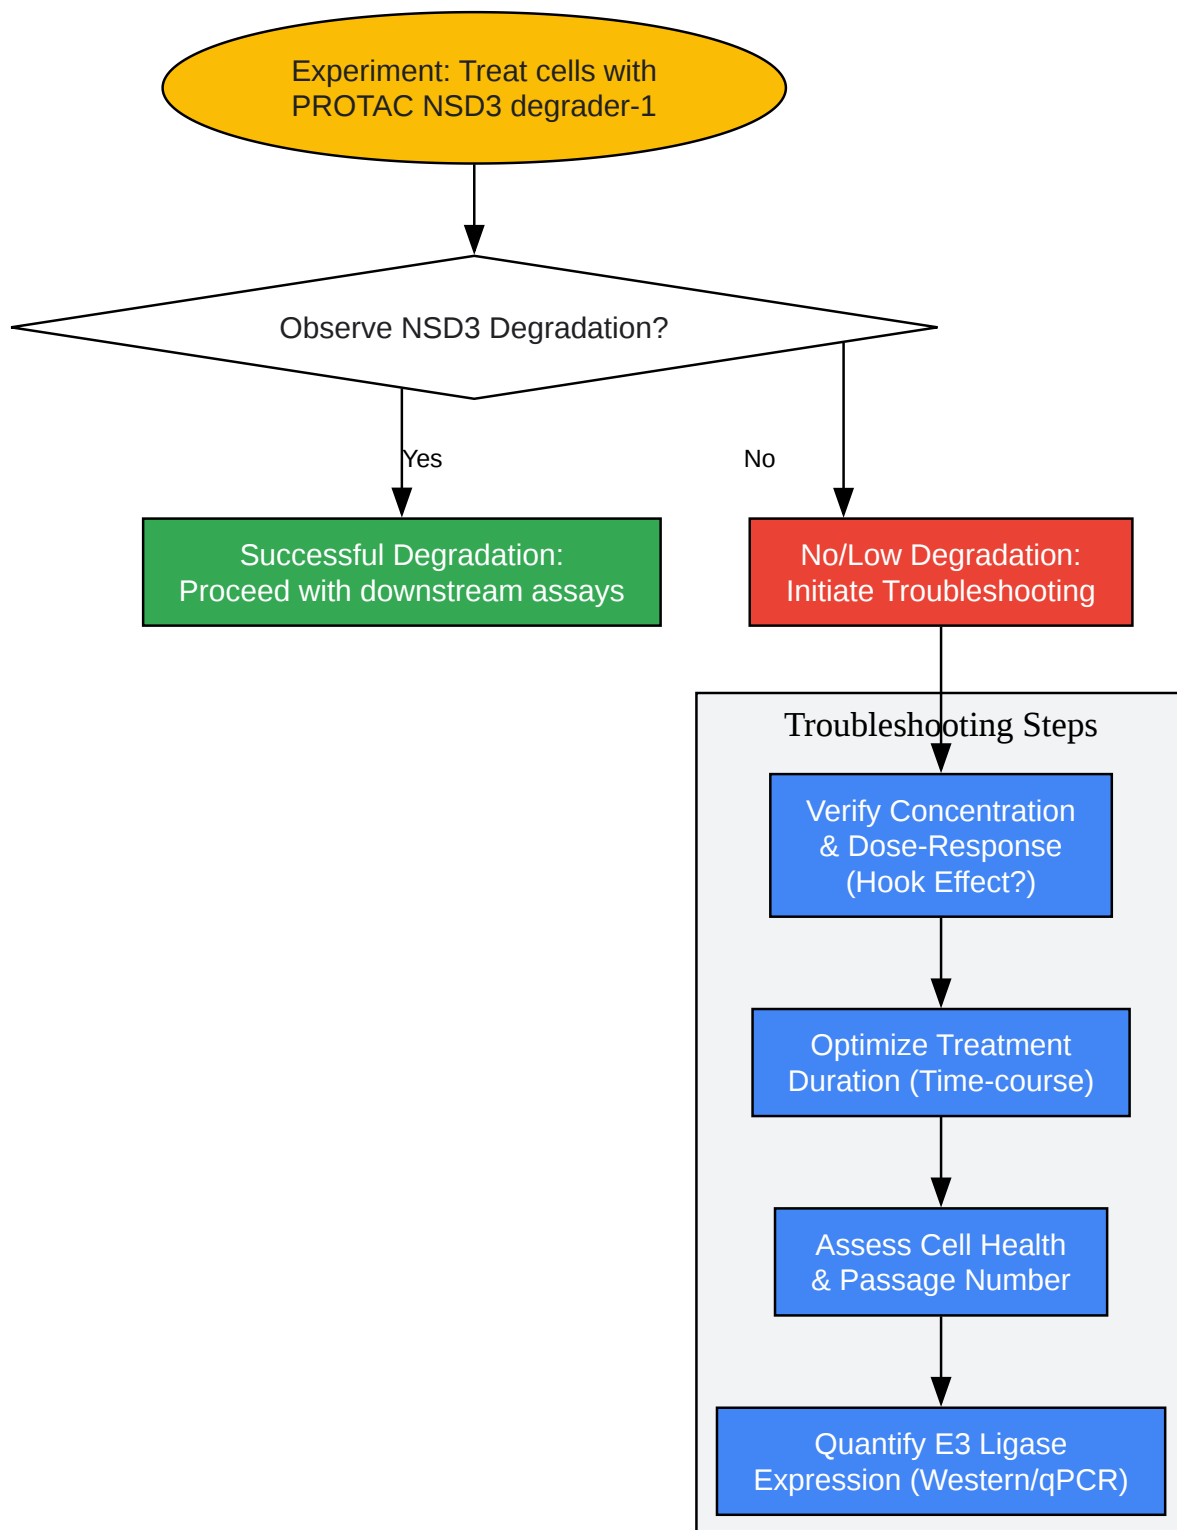 Experiment: Treat cells with
PROTAC NSD3 degrader-1
Observe NSD3 Degradation?
Yes
No
Successful Degradation:
Proceed with downstream assays
No/Low Degradation:
Initiate Troubleshooting
Troubleshooting Steps
Verify Concentration
& Dose-Response
(Hook Effect?)
Optimize Treatment
Duration (Time-course)
Assess Cell Health
& Passage Number
Quantify E3 Ligase
Expression (Western/qPCR)